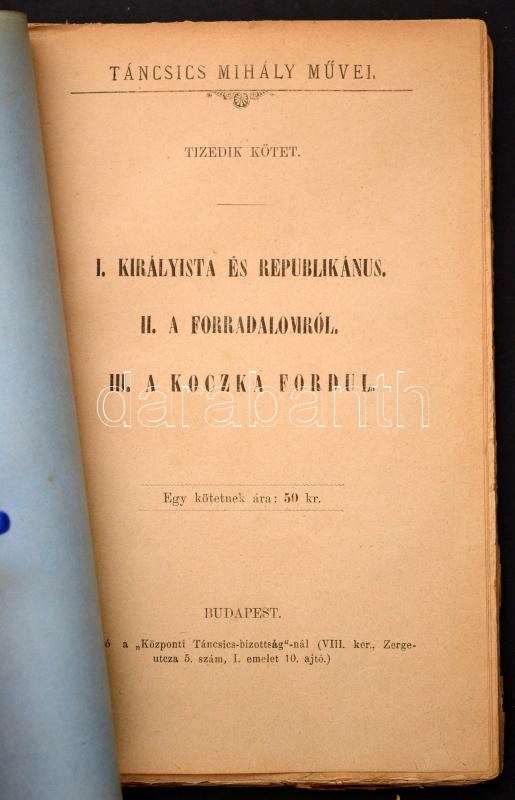 TÁNCSICS MIHÁLY MŰVEI.
TIZEDIK KÖTET.
I. KIRÁLYISTA ÉS REPUBLIKÁNUS.
II. A FORRADALOMRÓL.
III. A KOCZKA FORDUL.
darabanth
Egy kötetnek ára: 50 kr.
BUDAPEST.
ó a „Központi Táncsics-bizottság"-nál (VIII. ker., Zerge-
utcza 5. szám, I. emelet 10. ajtó.)